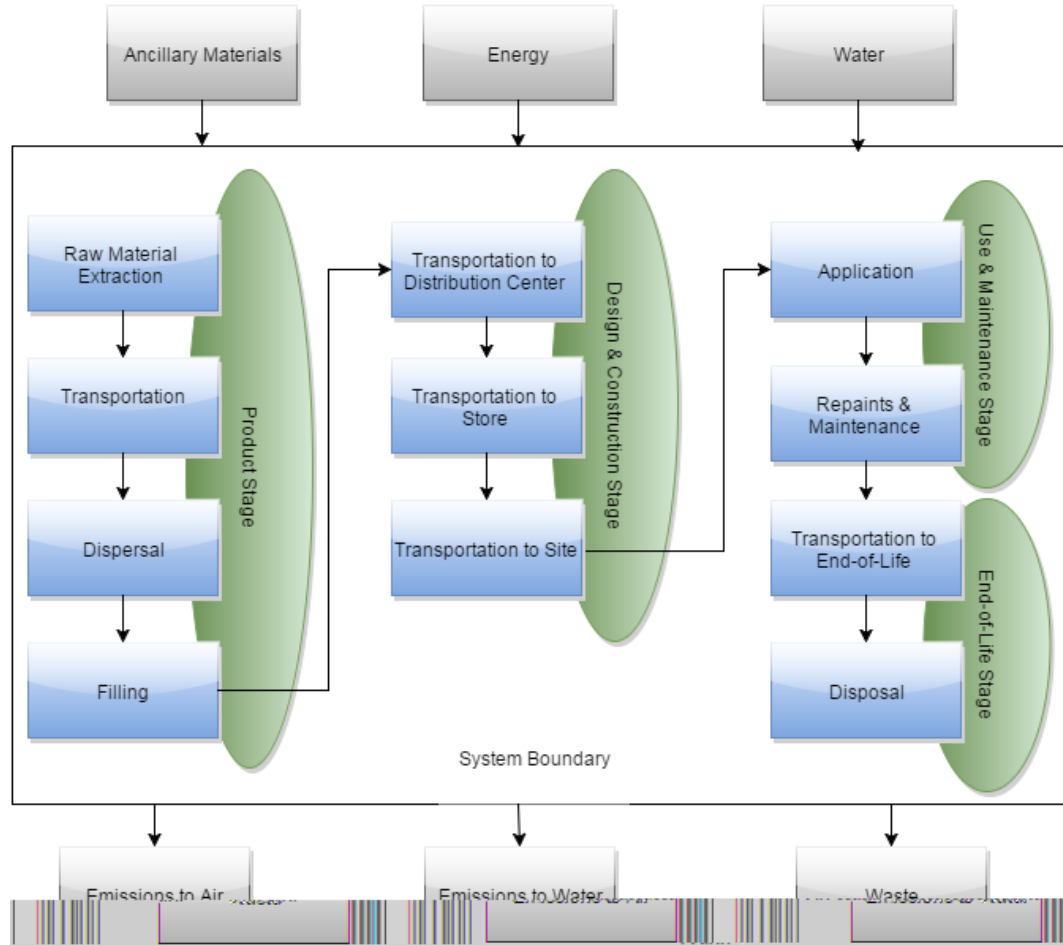 Ancillary Materials
Energy
Water
Raw Material
Extraction
Transportation
Dispersal
Filling
Product Stage
Transportation to
Distribution Center
Transportation to
Store
Transportation to Site
Design & Construction Stage
Application
Repaints &
Maintenance
Use & Maintenance Stage
Transportation to
End-of-Life
Disposal
End-of-Life Stage
System Boundary
Emissions to Air
Emissions to Water
Waste